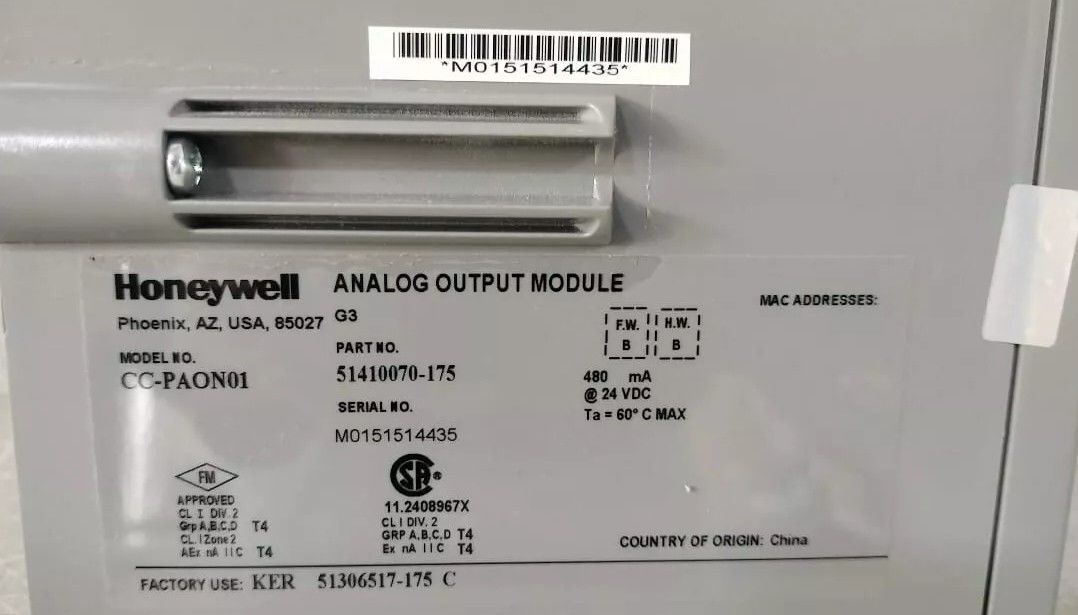 *M0151514435*
Honeywell
Phoenix, AZ, USA, 85027
MODEL NO.
CC-PAON01
ANALOG OUTPUT MODULE
G3
PART NO.
51410070-175
SERIAL NO.
M0151514435
F.W.
B
H.W.
B
MAC ADDRESSES:
480 mA
@ 24 VDC
Ta = 60° C MAX
FM
APPROVED
CL I DIV. 2
Grp A,B,C,D T4
CL. I Zone 2
AEx nA IIC T4
SA®
11.2408967X
CL I DIV. 2
GRP A,B,C,D T4
Ex nA IIC T4
COUNTRY OF ORIGIN: China
FACTORY USE: KER 51306517-175 C